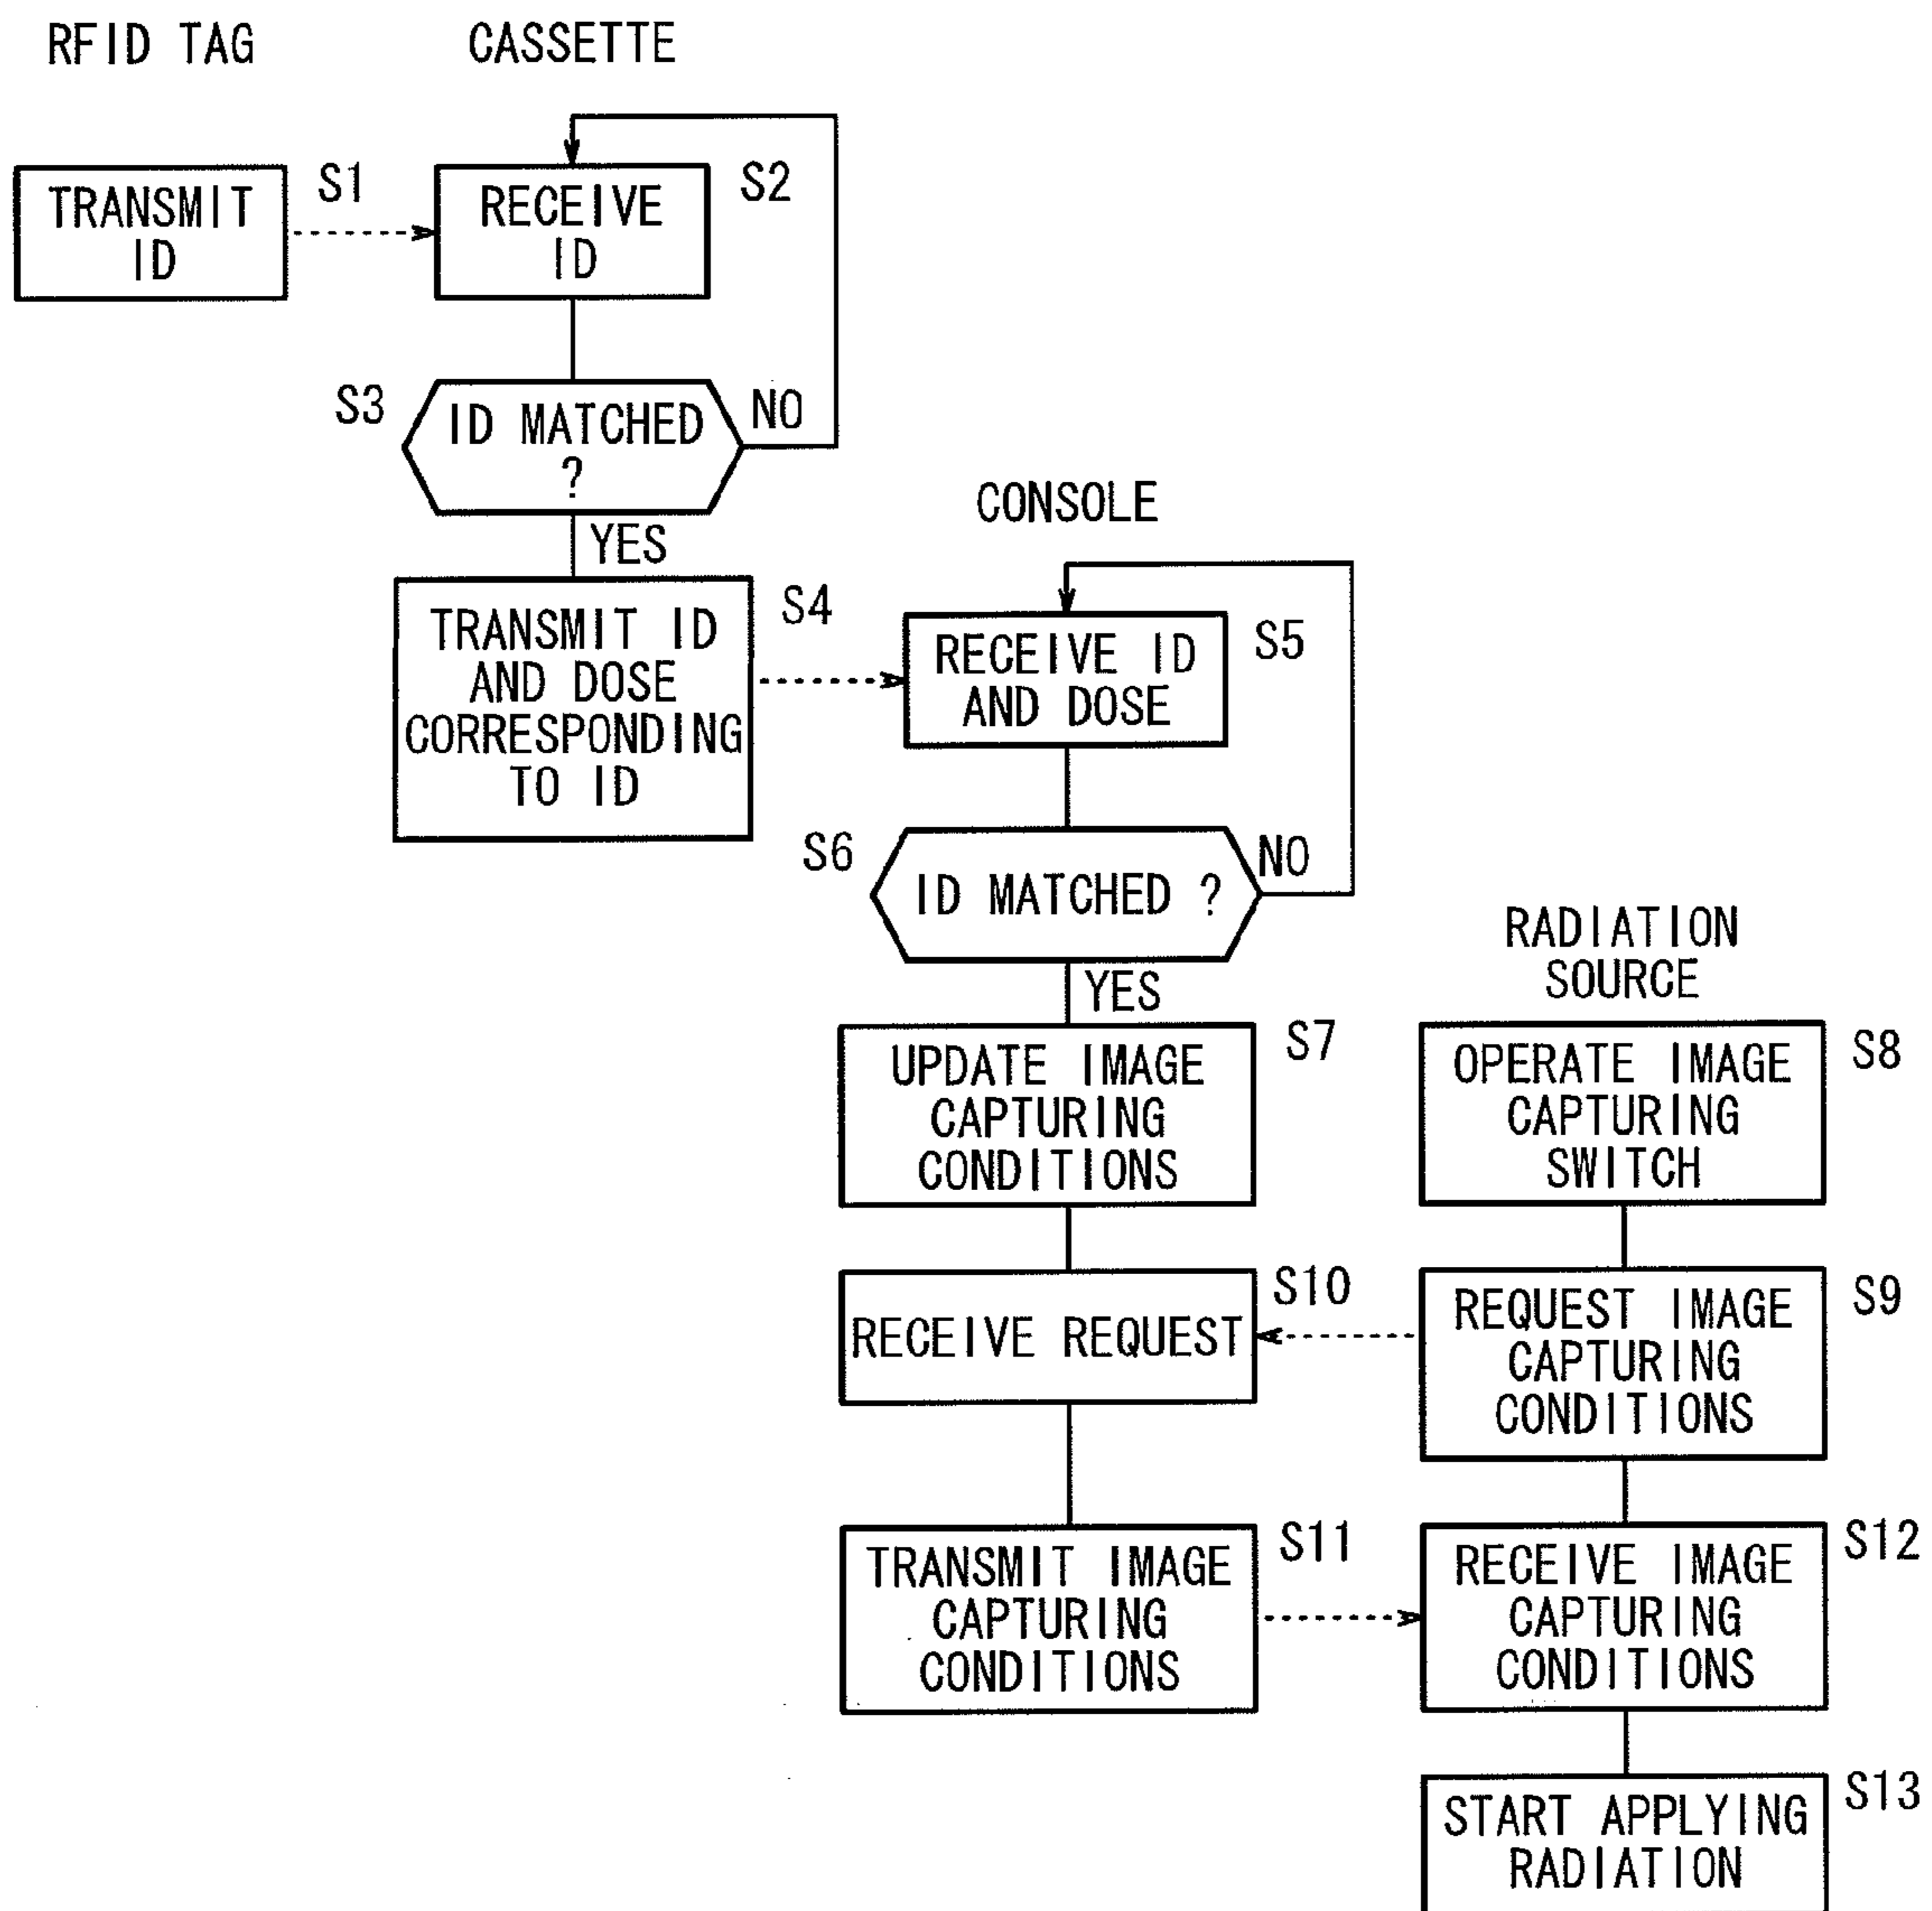 RFID TAG
CASSETTE
TRANSMIT
ID
S1
RECEIVE
ID
S2
S3
ID MATCHED
?
NO
YES
TRANSMIT ID
AND DOSE
CORRESPONDING
TO ID
S4
CONSOLE
RECEIVE ID
AND DOSE
S5
S6
ID MATCHED ?
NO
YES
UPDATE IMAGE
CAPTURING
CONDITIONS
S7
RADIATION
SOURCE
OPERATE IMAGE
CAPTURING
SWITCH
S8
RECEIVE REQUEST
S10
REQUEST IMAGE
CAPTURING
CONDITIONS
S9
TRANSMIT IMAGE
CAPTURING
CONDITIONS
S11
RECEIVE IMAGE
CAPTURING
CONDITIONS
S12
START APPLYING
RADIATION
S13